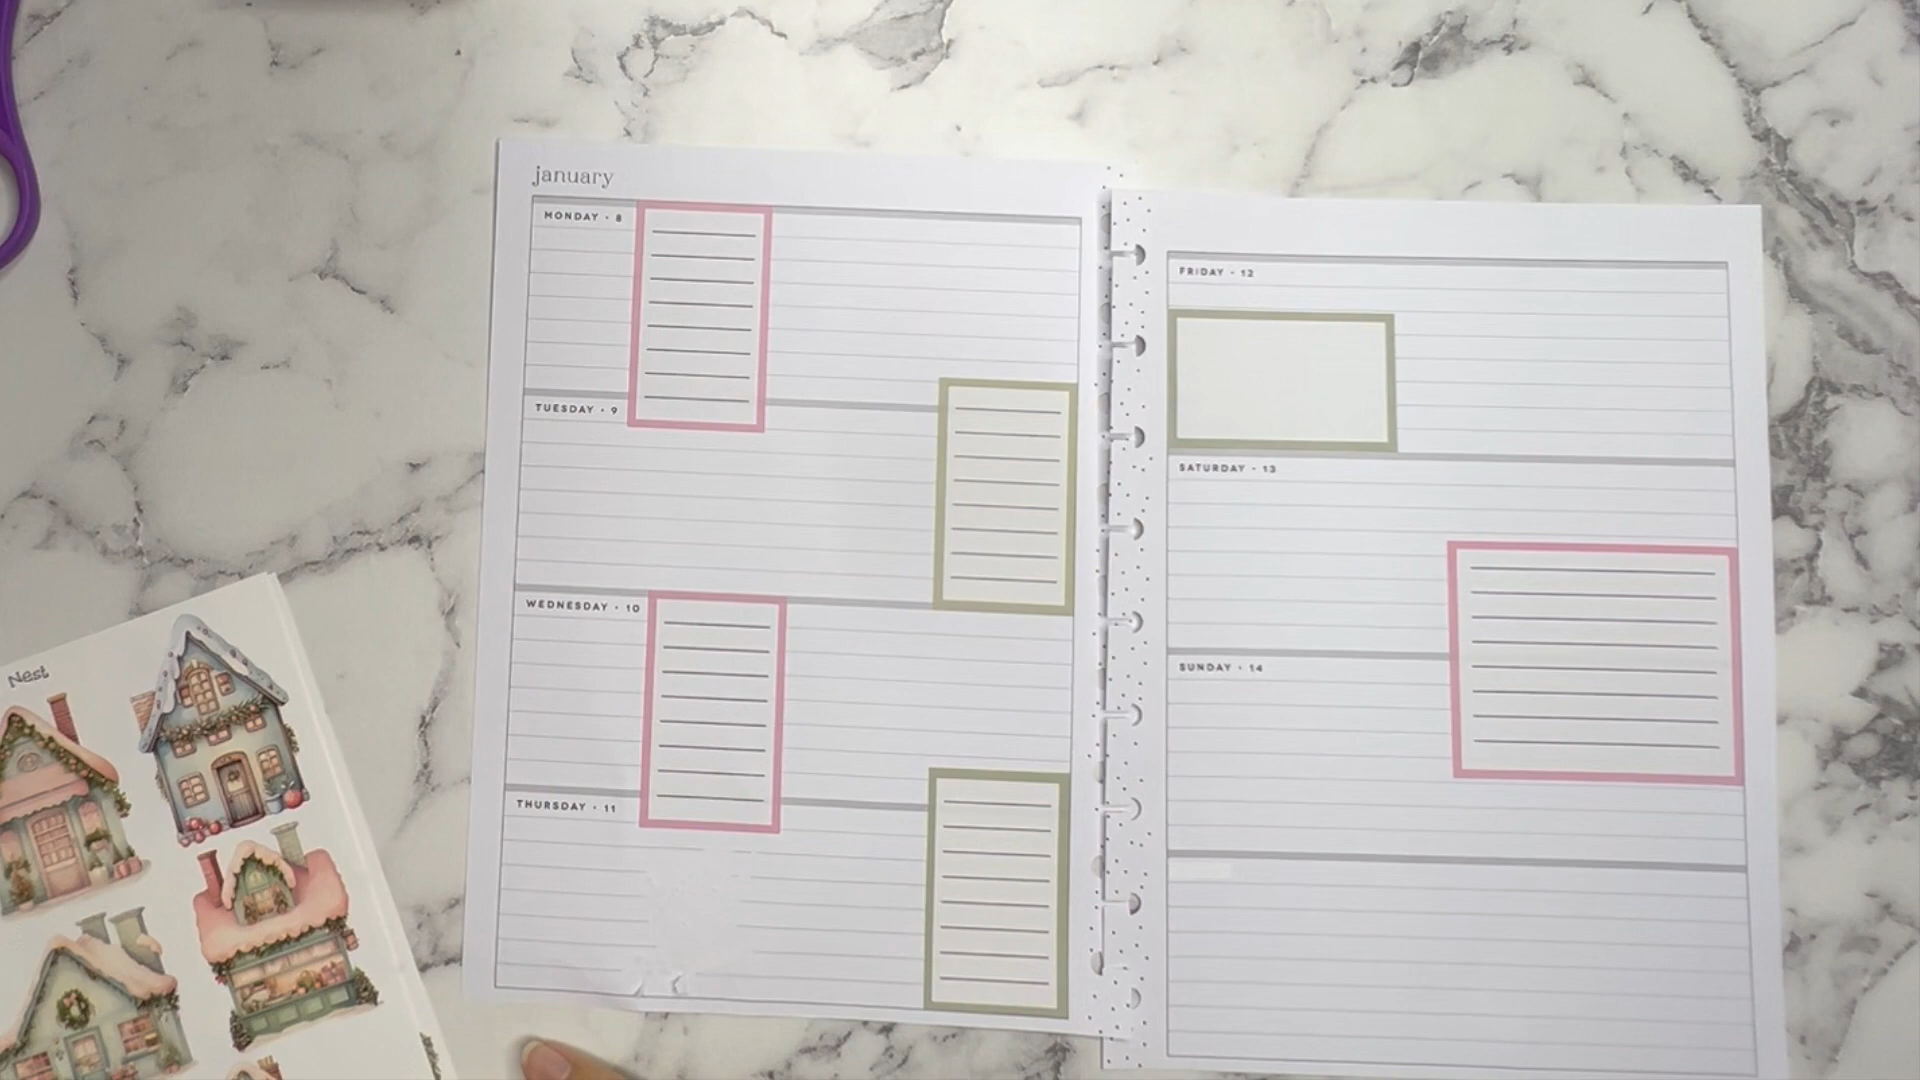 january
MONDAY · 8
TUESDAY · 9
WEDNESDAY · 10
THURSDAY · 11
FRIDAY · 12
SATURDAY · 13
SUNDAY · 14
Nest